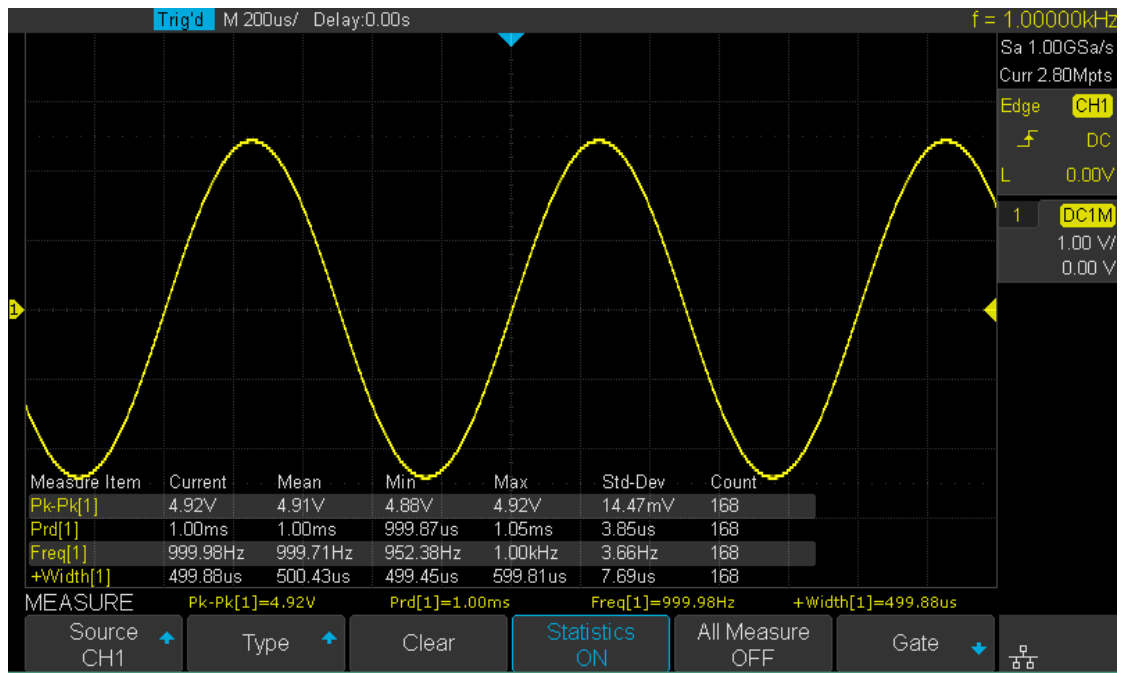 Trig'd M 200us/ Delay:0.00s f = 1.00000kHz
Sa 1.00GSa/s
Curr 2.80Mpts
Edge CH1
DC
L 0.00V
1 DC1M
1.00 V/
0.00 V
1
Measure Item Current Mean Min Max Std-Dev Count
Pk-Pk[1] 4.92V 4.91V 4.88V 4.92V 14.47mV 168
Prd[1] 1.00ms 1.00ms 999.87us 1.05ms 3.85us 168
Freq[1] 999.98Hz 999.71Hz 952.38Hz 1.00kHz 3.66Hz 168
+Width[1] 499.88us 500.43us 499.45us 599.81us 7.69us 168
MEASURE Pk-Pk[1]=4.92V Prd[1]=1.00ms Freq[1]=999.98Hz +Width[1]=499.88us
Source Type Clear Statistics All Measure Gate
CH1 ON OFF